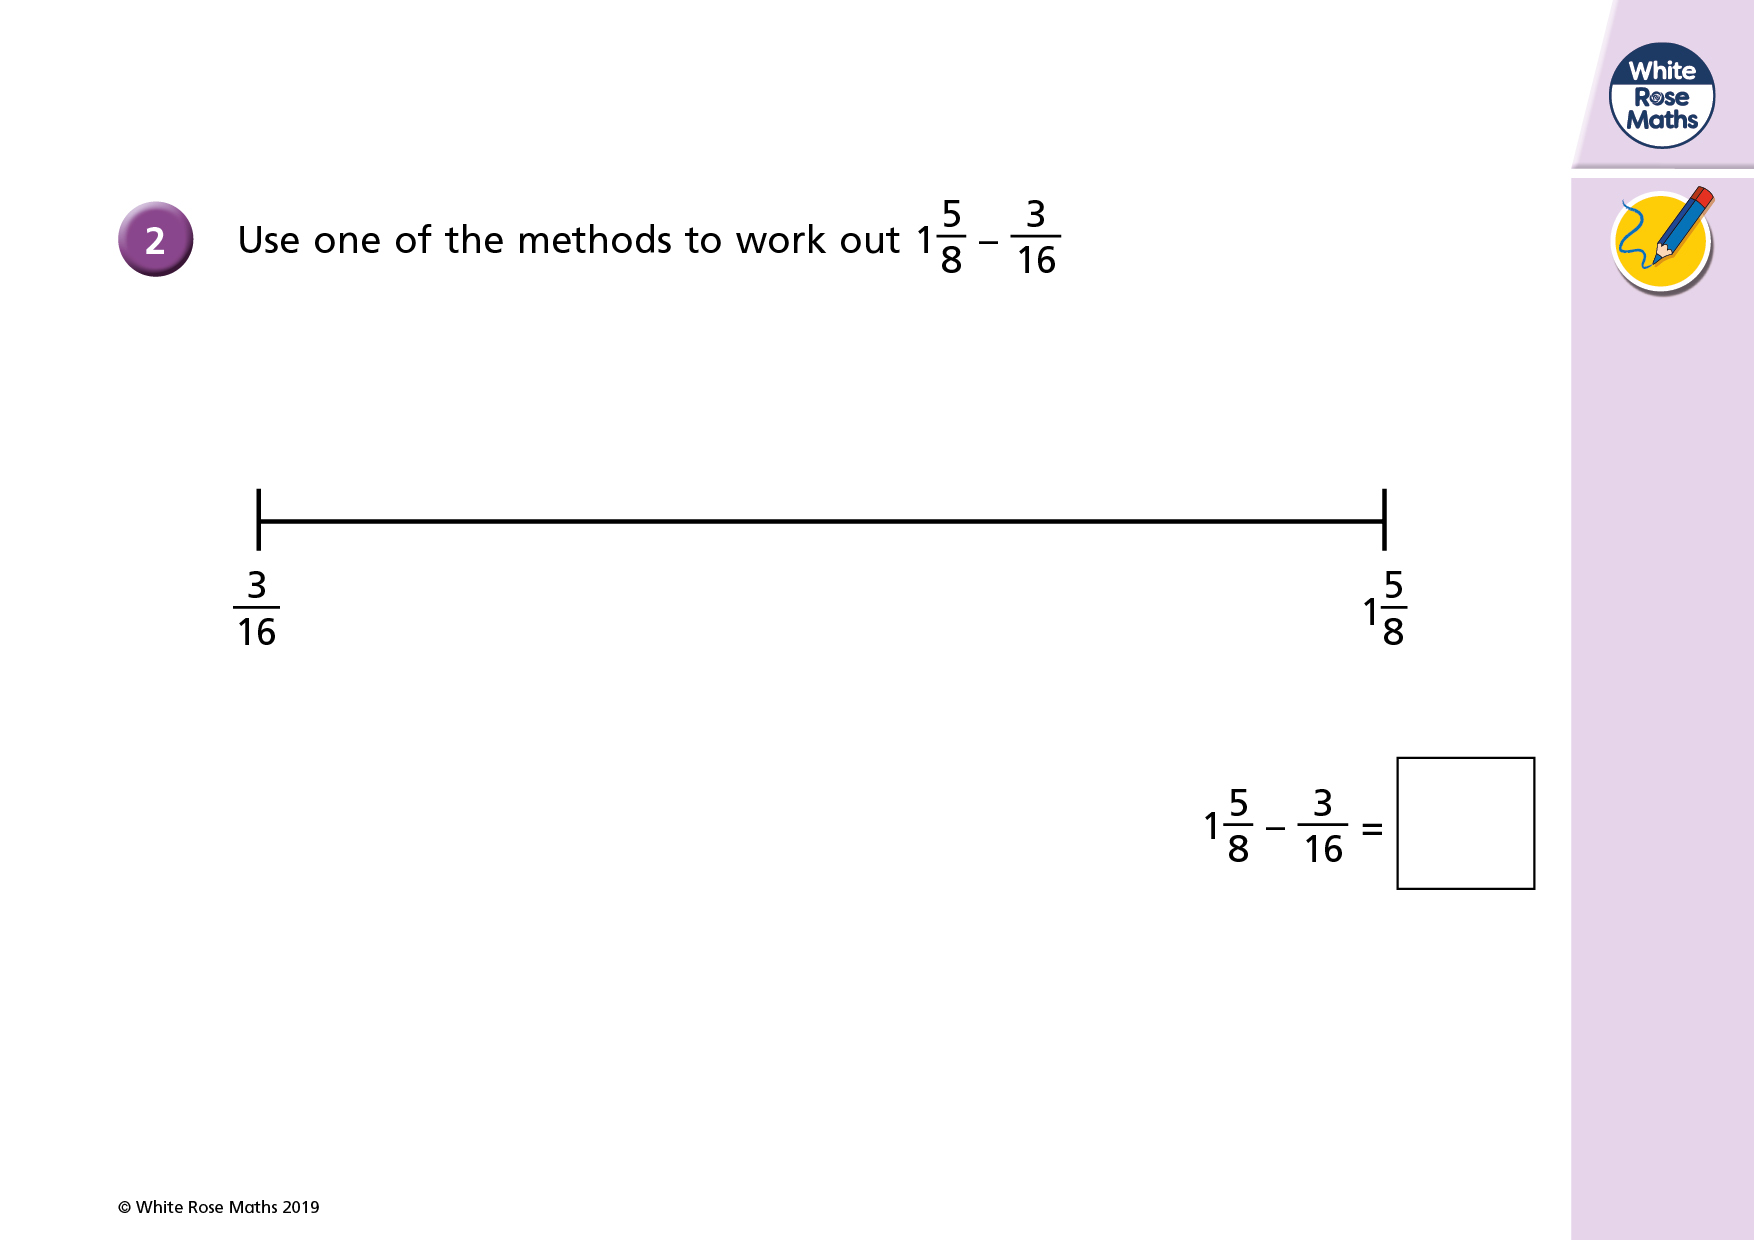 White
Rose
Maths
2 Use one of the methods to work out 1 5/8 – 3/16
3/16 1 5/8
1 5/8 – 3/16 =
© White Rose Maths 2019